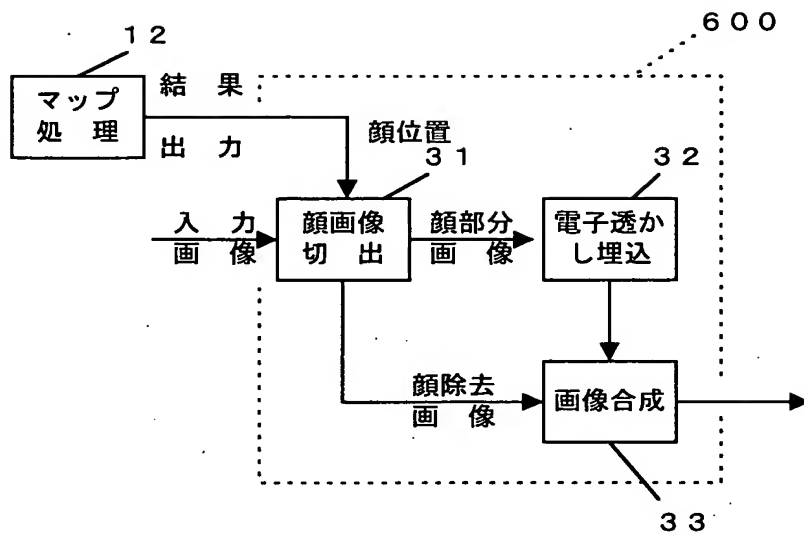 ６００
１２
マップ
処　理
結　果
出　力
顔位置
３１
３２
入　力
画　像
顔画像
切　出
顔部分
画　像
電子透か
し埋込
顔除去
画　像
画像合成
３３